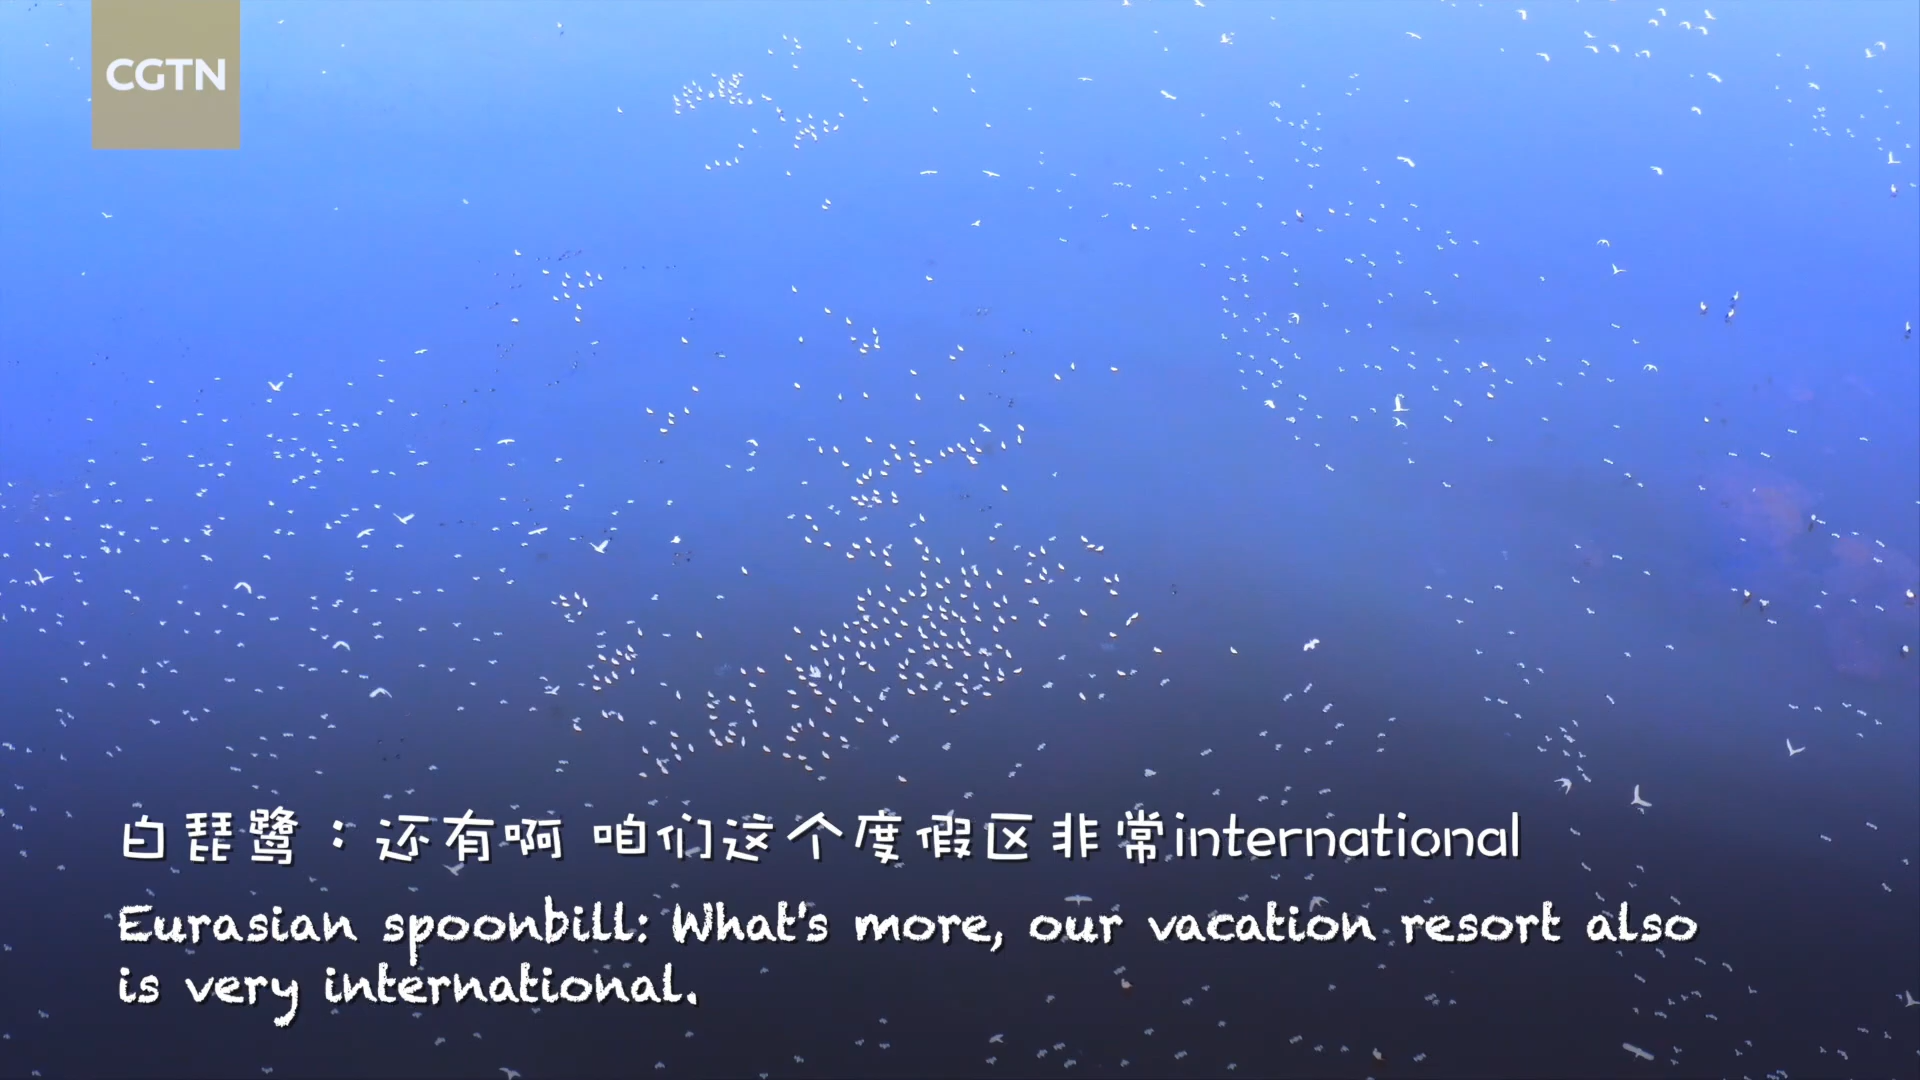 CGTN
白琵鹭：还有啊 咱们这个度假区非常international
Eurasian spoonbill: What's more, our vacation resort also
is very international.